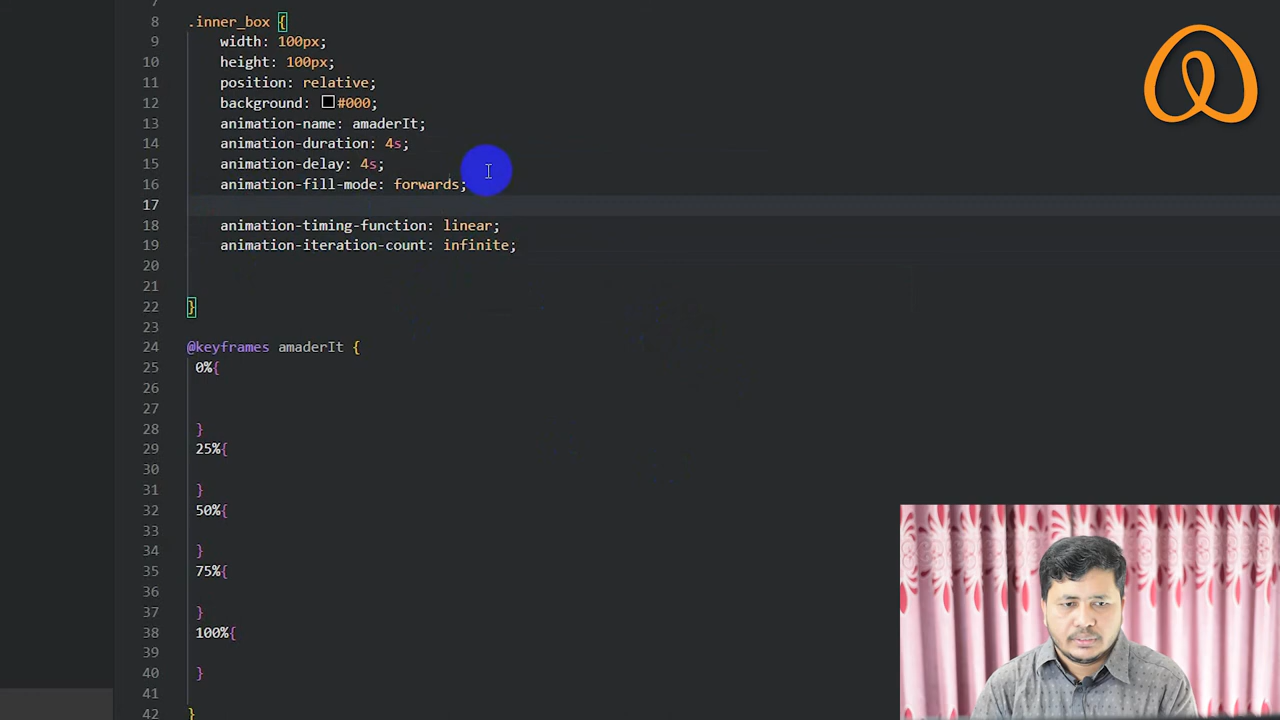 7
8 .inner_box {
9 width: 100px;
10 height: 100px;
11 position: relative;
12 background: #000;
13 animation-name: amaderIt;
14 animation-duration: 4s;
15 animation-delay: 4s;
16 animation-fill-mode: forwards;
17
18 animation-timing-function: linear;
19 animation-iteration-count: infinite;
20
21
22 }
23
24 @keyframes amaderIt {
25 0%{
26
27
28 }
29 25%{
30
31 }
32 50%{
33
34 }
35 75%{
36
37 }
38 100%{
39
40 }
41
42 }